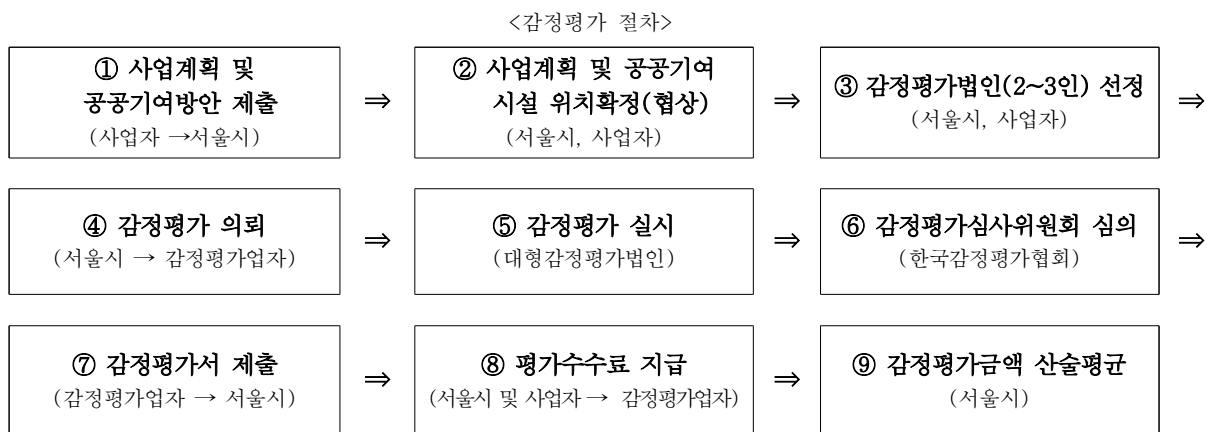 <감정평가 절차>
① 사업계획 및
공공기여방안 제출
(사업자 →서울시)
⇒
② 사업계획 및 공공기여
시설 위치확정(협상)
(서울시, 사업자)
⇒
③ 감정평가법인(2~3인) 선정
(서울시, 사업자)
⇒
④ 감정평가 의뢰
(서울시 → 감정평가업자)
⇒
⑤ 감정평가 실시
(대형감정평가법인)
⇒
⑥ 감정평가심사위원회 심의
(한국감정평가협회)
⇒
⑦ 감정평가서 제출
(감정평가업자 → 서울시)
⇒
⑧ 평가수수료 지급
(서울시 및 사업자 → 감정평가업자)
⇒
⑨ 감정평가금액 산술평균
(서울시)